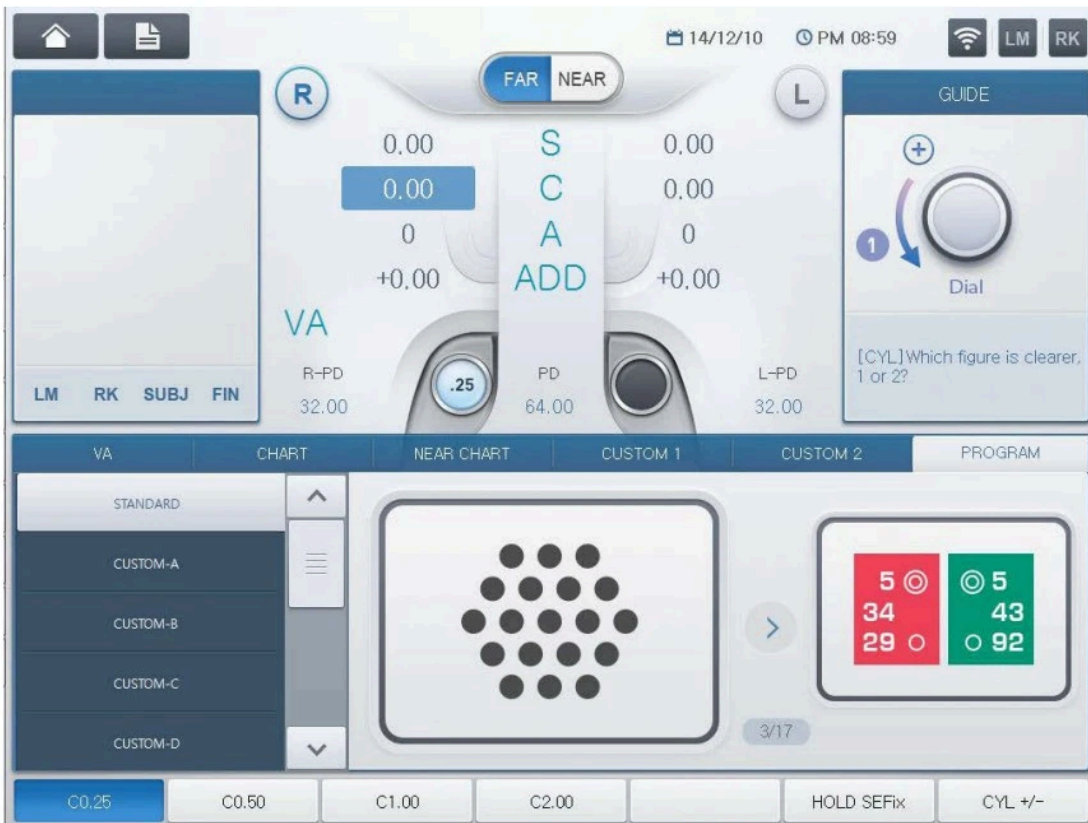 14/12/10 PM 08:59 LM RK
R FAR NEAR L GUIDE
0.00 S 0.00
0.00 C 0.00
0 A 0
+0.00 ADD +0.00
1
Dial
VA
[CYL]Which figure is clearer,
1 or 2?
R-PD PD L-PD
.25
32.00 64.00 32.00
LM RK SUBJ FIN
VA CHART NEAR CHART CUSTOM 1 CUSTOM 2 PROGRAM
STANDARD
CUSTOM-A
CUSTOM-B
CUSTOM-C
CUSTOM-D
5 5
34 43
29 92
3/17
C0.25 C0.50 C1.00 C2.00 HOLD SEFix CYL +/-